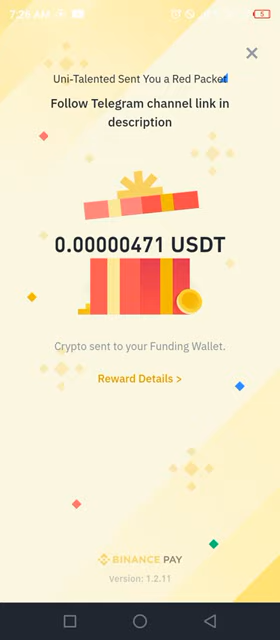 7:26 AM
5
Uni-Talented Sent You a Red Packet
Follow Telegram channel link in
description
0.00000471 USDT
Crypto sent to your Funding Wallet.
Reward Details >
BINANCE PAY
Version: 1.2.11